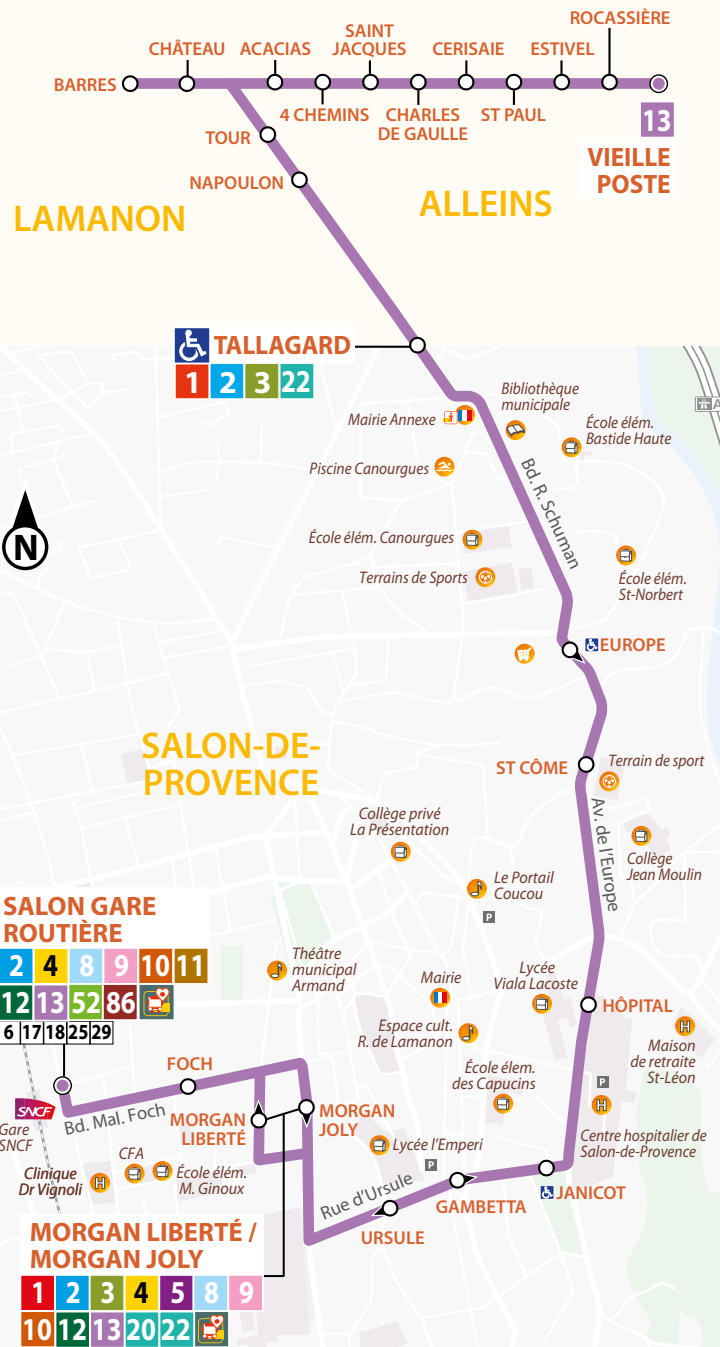 ROCASSIÈRE
SAINT
JACQUES
CHÂTEAU
ACACIAS
CERISAIE
ESTIVEL
BARRES
4 CHEMINS
CHARLES
DE GAULLE
ST PAUL
13
VIEILLE
POSTE
TOUR
NAPOULON
LAMANON
ALLEINS
TALLAGARD
1 2 3 22
Bibliothèque
municipale
Mairie Annexe
École élém.
Bastide Haute
Piscine Canourgues
Bd. R. Schuman
N
École élém. Canourgues
Terrains de Sports
École élém.
St-Norbert
EUROPE
SALON-DE-
PROVENCE
ST CÔME
Terrain de sport
Av. de l'Europe
Collège privé
La Présentation
Collège
Jean Moulin
Le Portail
Coucou
P
SALON GARE
ROUTIÈRE
2 4 8 9 10 11
12 13 52 86
6 17 18 25 29
Théâtre
municipal
Armand
Mairie
Lycée
Viala Lacoste
HÔPITAL
Espace cult.
R. de Lamanon
Maison
de retraite
St-Léon
H
École élem.
des Capucins
P
H
Centre hospitalier de
Salon-de-Provence
FOCH
SNCF
Gare
SNCF
Bd. Mal. Foch
MORGAN
LIBERTÉ
MORGAN
JOLY
Lycée l'Emperi
P
CFA
Clinique
Dr Vignoli
H
École élém.
M. Ginoux
Rue d'Ursule
JANICOT
GAMBETTA
URSULE
MORGAN LIBERTÉ /
MORGAN JOLY
1 2 3 4 5 8 9
10 12 13 20 22